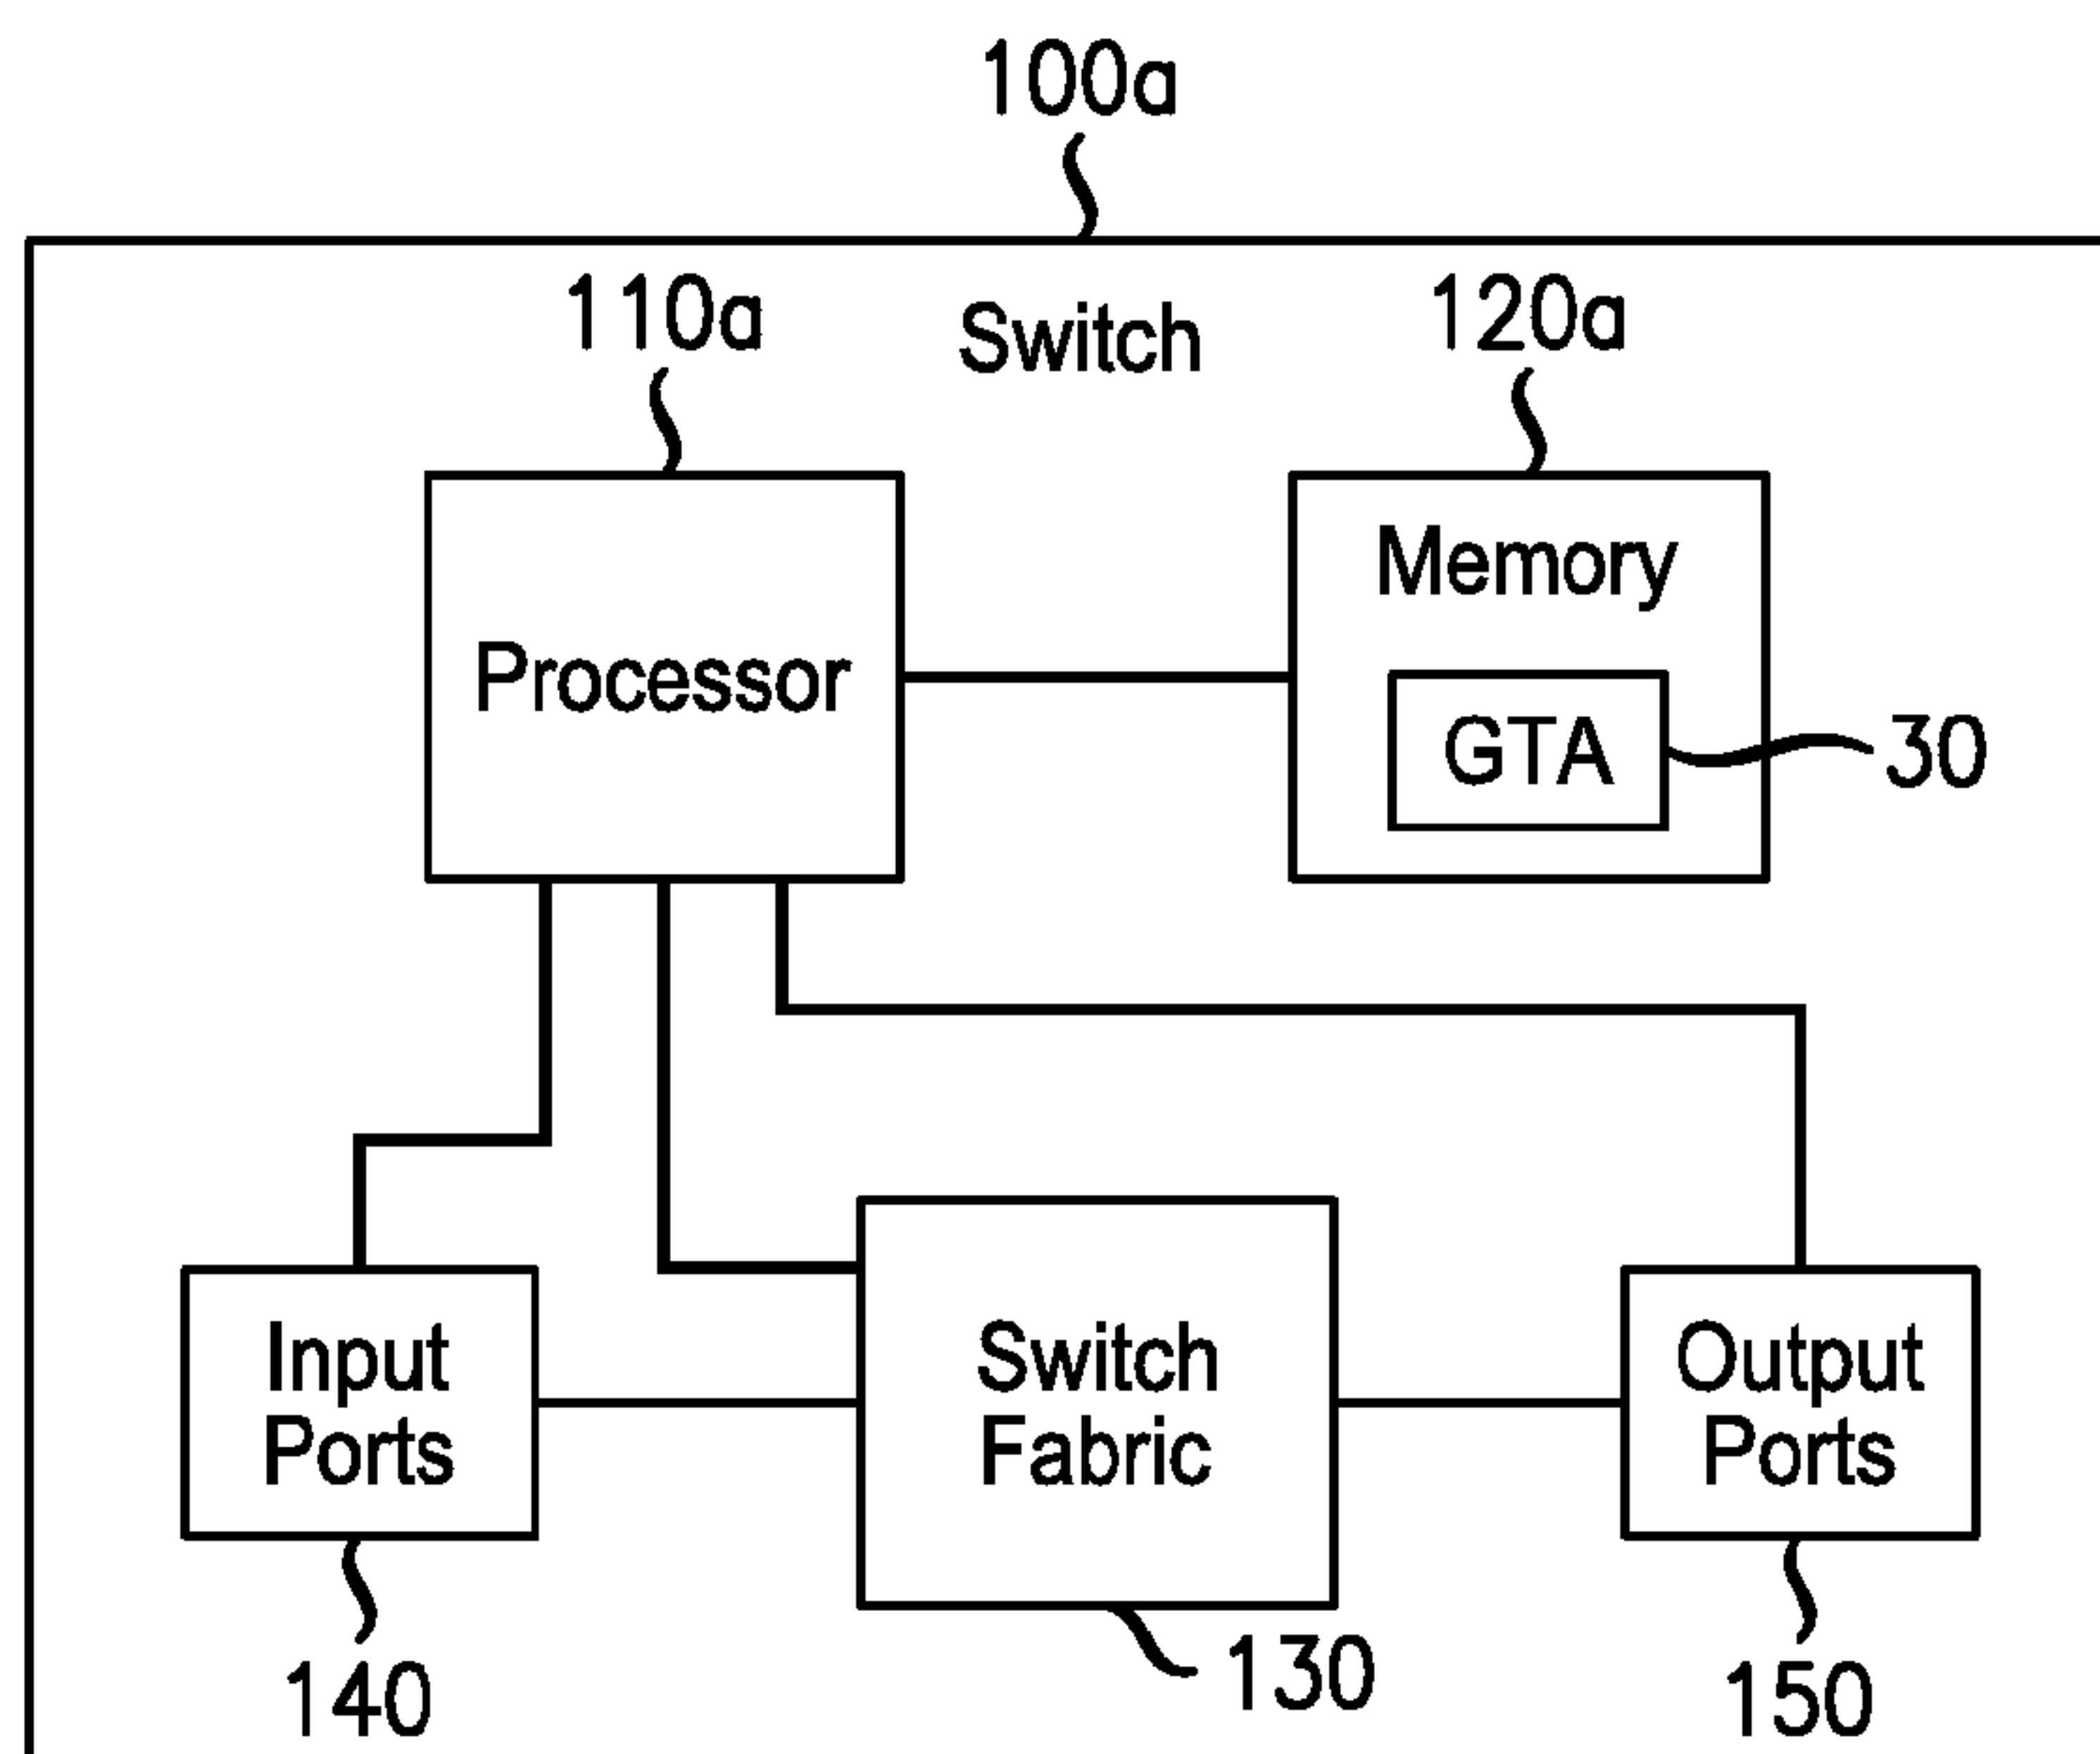 100a
110a
Switch
120a
Processor
Memory
GTA
30
Input
Ports
Switch
Fabric
Output
Ports
140
130
150